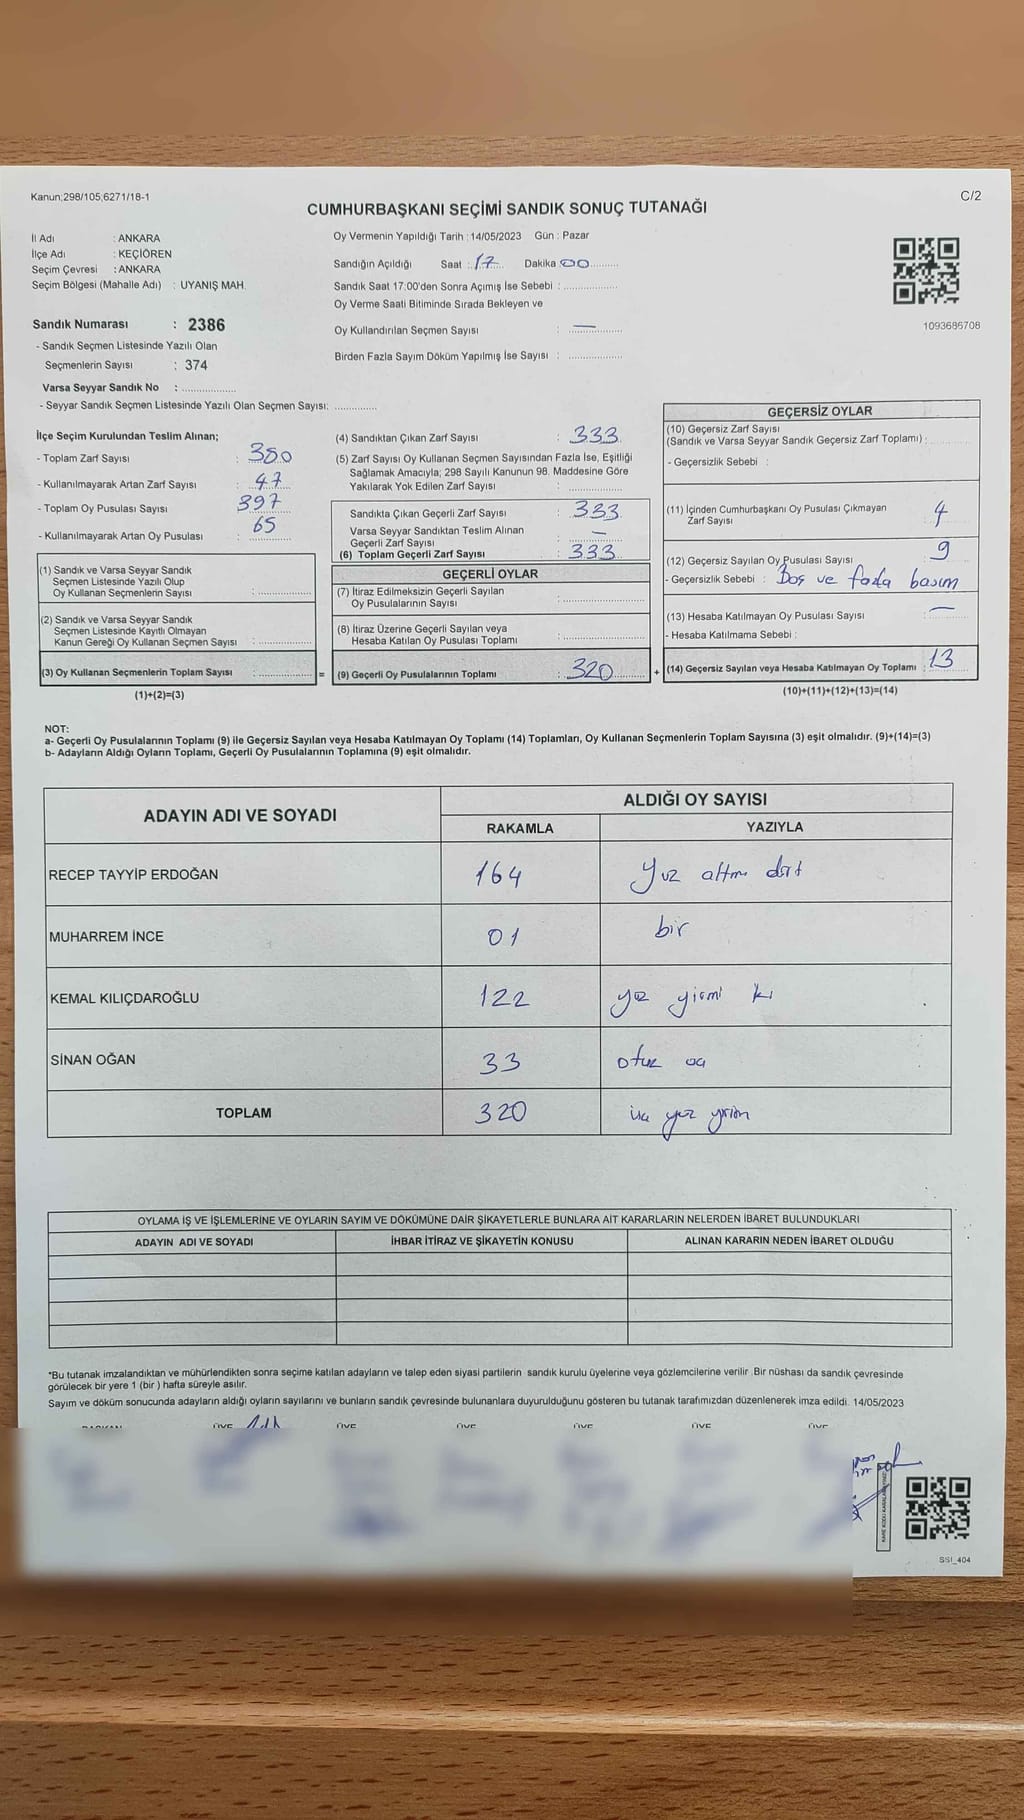 Kanun;298/105;6271/18-1
C/2
CUMHURBAŞKANI SEÇİMİ SANDIK SONUÇ TUTANAĞI
İl Adı : ANKARA
İlçe Adı : KEÇİÖREN
Seçim Çevresi : ANKARA
Seçim Bölgesi (Mahalle Adı) : UYANIŞ MAH.
Sandık Numarası : 2386
- Sandık Seçmen Listesinde Yazılı Olan
Seçmenlerin Sayısı : 374
Varsa Seyyar Sandık No : ................
- Seyyar Sandık Seçmen Listesinde Yazılı Olan Seçmen Sayısı: ............
Oy Vermenin Yapıldığı Tarih : 14/05/2023 Gün : Pazar
Sandığın Açıldığı Saat : 17 Dakika 00
Sandık Saat 17:00'den Sonra Açımış İse Sebebi : ................
Oy Verme Saati Bitiminde Sırada Bekleyen ve
Oy Kullandırılan Seçmen Sayısı : —
Birden Fazla Sayım Döküm Yapılmış İse Sayısı : ................
1093686708
İlçe Seçim Kurulundan Teslim Alınan;
- Toplam Zarf Sayısı : 380
- Kullanılmayarak Artan Zarf Sayısı : 47
- Toplam Oy Pusulası Sayısı : 397
- Kullanılmayarak Artan Oy Pusulası : 65
(1) Sandık ve Varsa Seyyar Sandık
Seçmen Listesinde Yazılı Olup
Oy Kullanan Seçmenlerin Sayısı : ................
(2) Sandık ve Varsa Seyyar Sandık
Seçmen Listesinde Kayıtlı Olmayan
Kanun Gereği Oy Kullanan Seçmen Sayısı : ................
(3) Oy Kullanan Seçmenlerin Toplam Sayısı : ................
(1)+(2)=(3)
(4) Sandıktan Çıkan Zarf Sayısı : 333
(5) Zarf Sayısı Oy Kullanan Seçmen Sayısından Fazla İse, Eşitliği
Sağlamak Amacıyla; 298 Sayılı Kanunun 98. Maddesine Göre
Yakılarak Yok Edilen Zarf Sayısı : ................
Sandıkta Çıkan Geçerli Zarf Sayısı : 333
Varsa Seyyar Sandıktan Teslim Alınan
Geçerli Zarf Sayısı : —
(6) Toplam Geçerli Zarf Sayısı : 333
GEÇERLİ OYLAR
(7) İtiraz Edilmeksizin Geçerli Sayılan
Oy Pusulalarının Sayısı : ................
(8) İtiraz Üzerine Geçerli Sayılan veya
Hesaba Katılan Oy Pusulası Toplamı : ................
= (9) Geçerli Oy Pusulalarının Toplamı : 320 +
GEÇERSİZ OYLAR
(10) Geçersiz Zarf Sayısı
(Sandık ve Varsa Seyyar Sandık Geçersiz Zarf Toplamı) : ............
- Geçersizlik Sebebi :
(11) İçinden Cumhurbaşkanı Oy Pusulası Çıkmayan
Zarf Sayısı : 4
(12) Geçersiz Sayılan Oy Pusulası Sayısı : 9
- Geçersizlik Sebebi : Boş ve fazla basım
(13) Hesaba Katılmayan Oy Pusulası Sayısı : —
- Hesaba Katılmama Sebebi :
(14) Geçersiz Sayılan veya Hesaba Katılmayan Oy Toplamı : 13
(10)+(11)+(12)+(13)=(14)
NOT:
a- Geçerli Oy Pusulalarının Toplamı (9) ile Geçersiz Sayılan veya Hesaba Katılmayan Oy Toplamı (14) Toplamları, Oy Kullanan Seçmenlerin Toplam Sayısına (3) eşit olmalıdır. (9)+(14)=(3)
b- Adayların Aldığı Oyların Toplamı, Geçerli Oy Pusulalarının Toplamına (9) eşit olmalıdır.
ADAYIN ADI VE SOYADI
ALDIĞI OY SAYISI
RAKAMLA YAZIYLA
RECEP TAYYİP ERDOĞAN 164 Yüz altmış dört
MUHARREM İNCE 01 bir
KEMAL KILIÇDAROĞLU 122 yüz yirmi iki
SİNAN OĞAN 33 otuz üç
TOPLAM 320 üç yüz yirmi
OYLAMA İŞ VE İŞLEMLERİNE VE OYLARIN SAYIM VE DÖKÜMÜNE DAİR ŞİKAYETLERLE BUNLARA AİT KARARLARIN NELERDEN İBARET BULUNDUKLARI
ADAYIN ADI VE SOYADI İHBAR İTİRAZ VE ŞİKAYETİN KONUSU ALINAN KARARIN NEDEN İBARET OLDUĞU
*Bu tutanak imzalandıktan ve mühürlendikten sonra seçime katılan adayların ve talep eden siyasi partilerin sandık kurulu üyelerine veya gözlemcilerine verilir .Bir nüshası da sandık çevresinde
görülecek bir yere 1 (bir ) hafta süreyle asılır.
Sayım ve döküm sonucunda adayların aldığı oyların sayılarını ve bunların sandık çevresinde bulunanlara duyurulduğunu gösteren bu tutanak tarafımızdan düzenlenerek imza edildi. 14/05/2023
BAŞKAN ÜYE ÜYE ÜYE ÜYE ÜYE ÜYE
SSİ_404